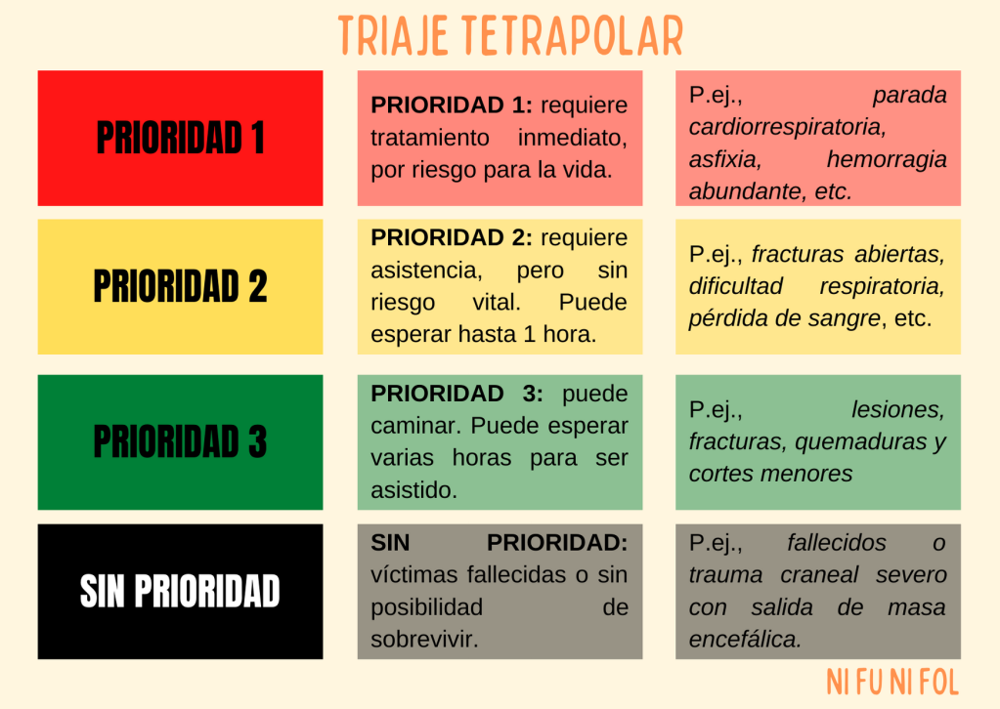 TRIAJE TETRAPOLAR
PRIORIDAD 1
PRIORIDAD 1: requiere
tratamiento inmediato,
por riesgo para la vida.
P.ej., parada
cardiorrespiratoria,
asfixia, hemorragia
abundante, etc.
PRIORIDAD 2
PRIORIDAD 2: requiere
asistencia, pero sin
riesgo vital. Puede
esperar hasta 1 hora.
P.ej., fracturas abiertas,
dificultad respiratoria,
pérdida de sangre, etc.
PRIORIDAD 3
PRIORIDAD 3: puede
caminar. Puede esperar
varias horas para ser
asistido.
P.ej., lesiones,
fracturas, quemaduras y
cortes menores
SIN PRIORIDAD
SIN PRIORIDAD:
víctimas fallecidas o sin
posibilidad de
sobrevivir.
P.ej., fallecidos o
trauma craneal severo
con salida de masa
encefálica.
NI FU NI FOL